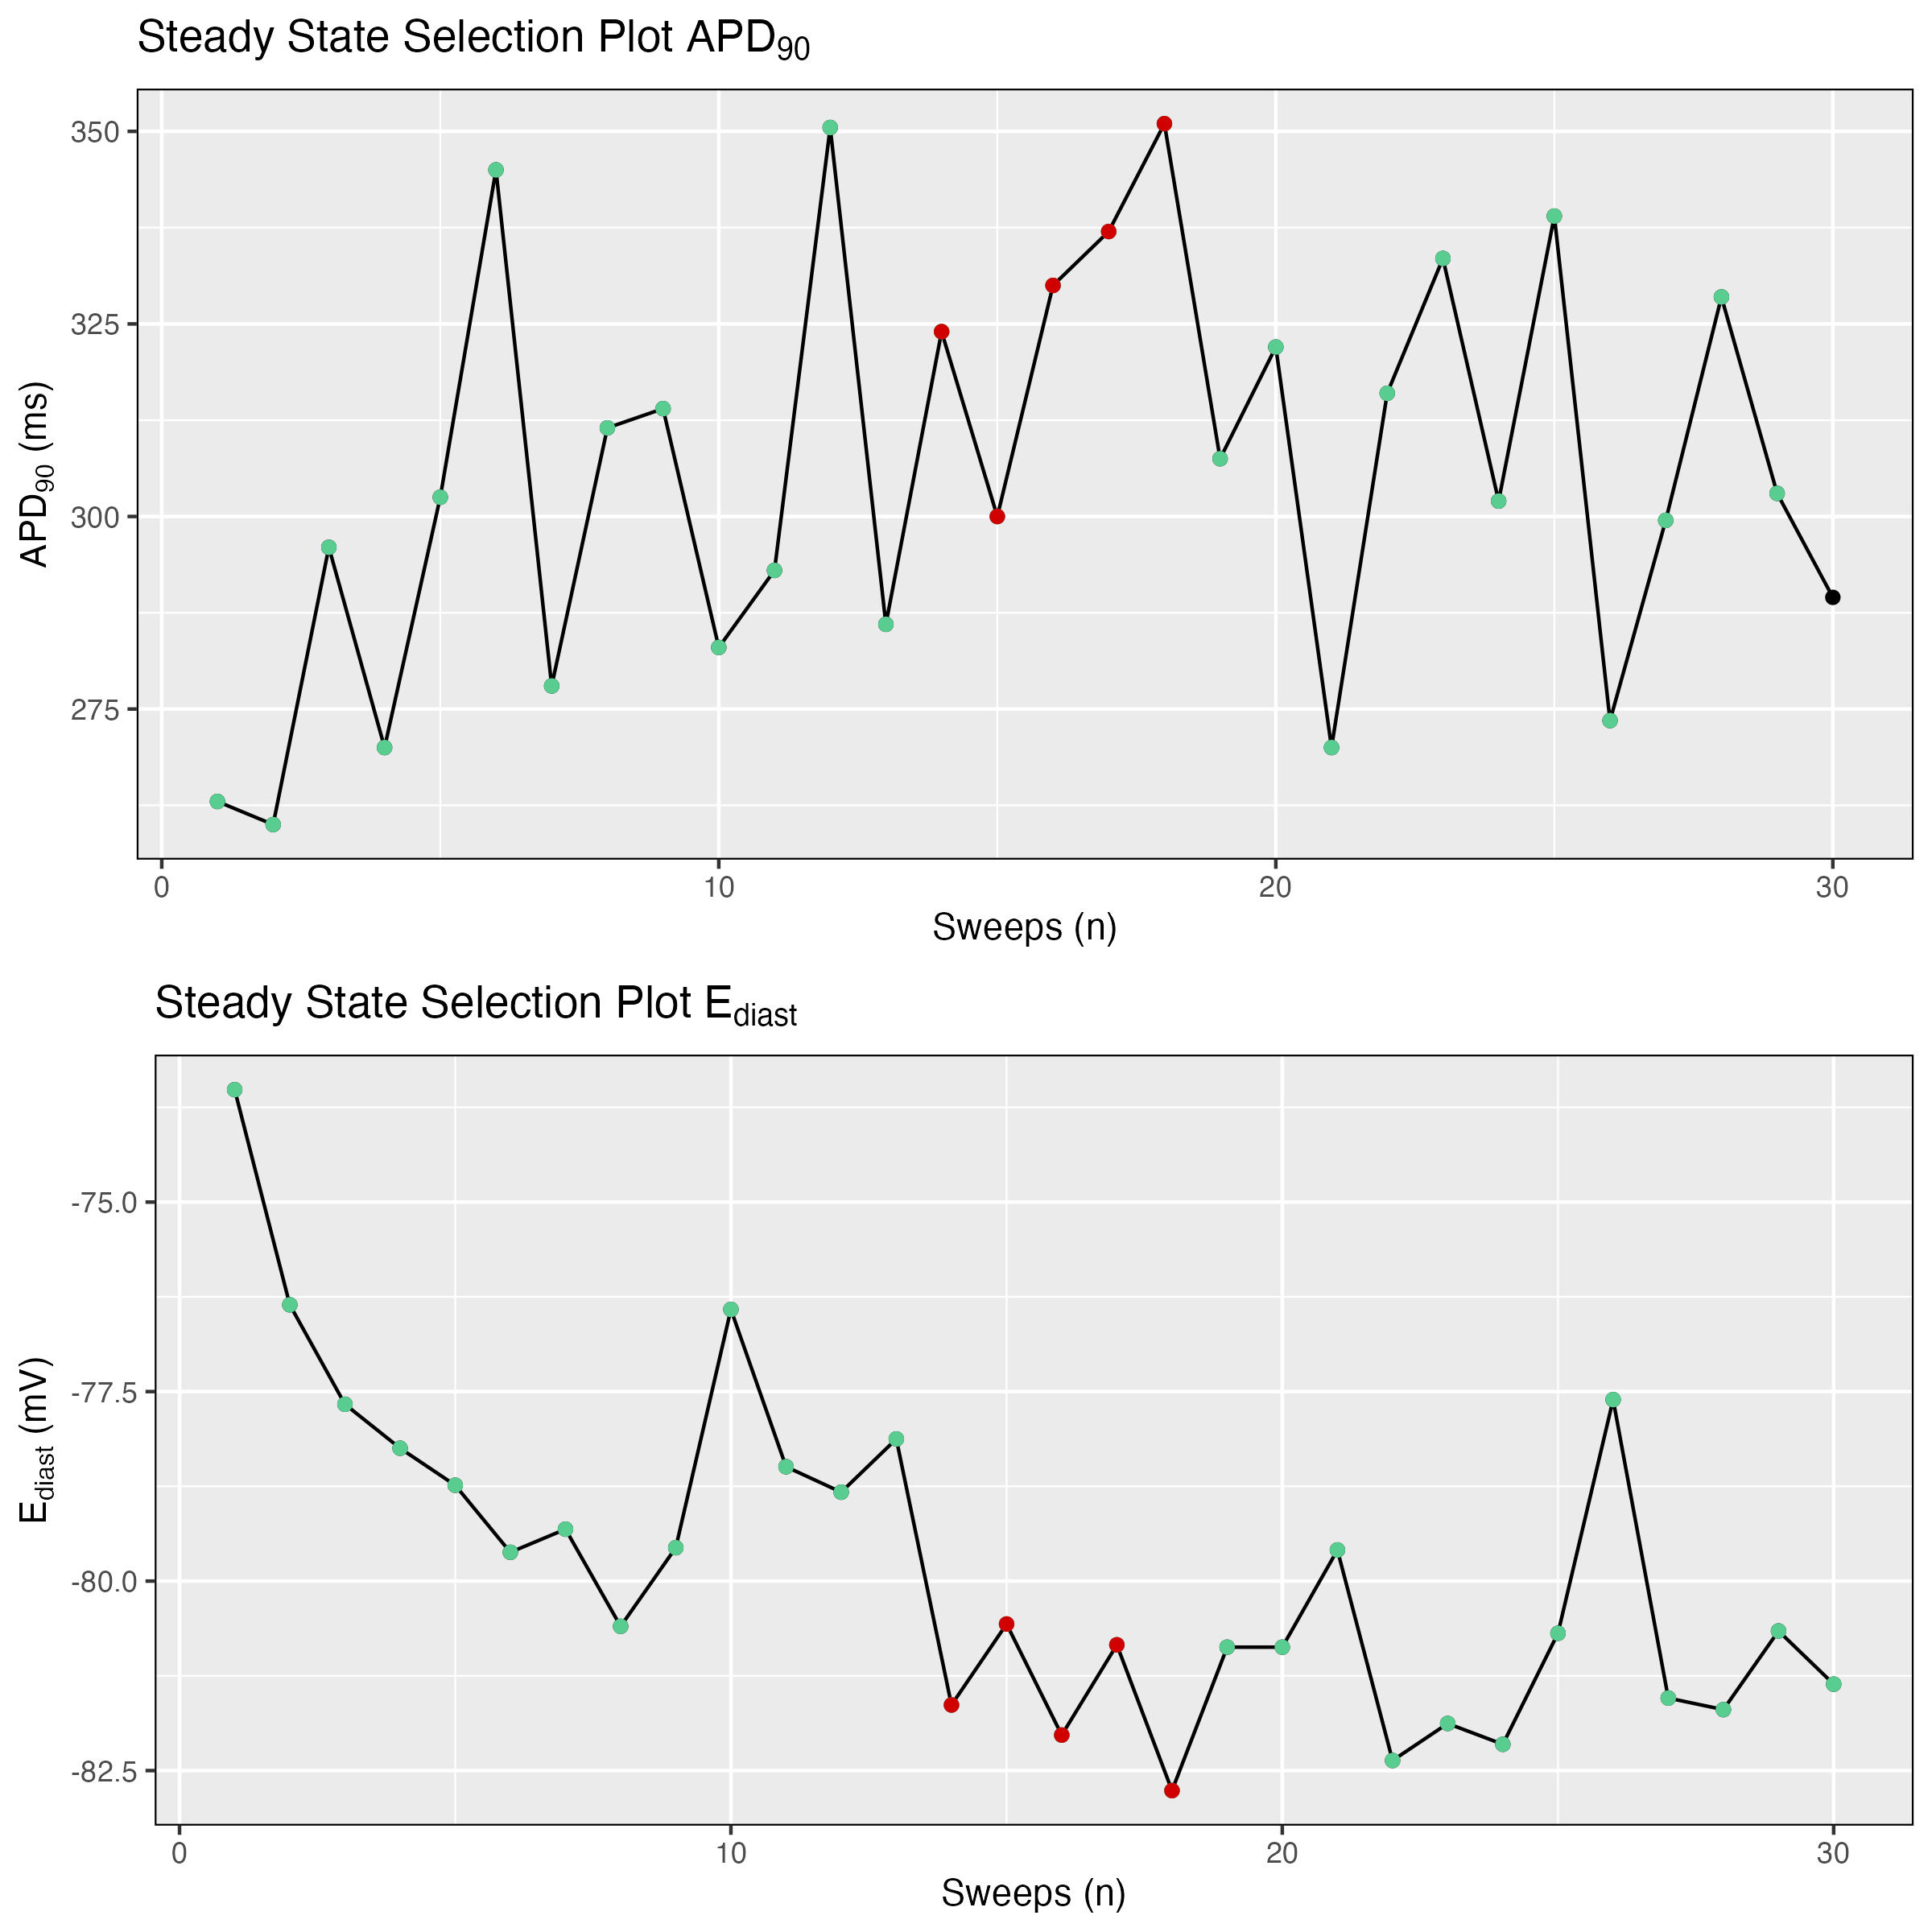 Steady State Selection Plot APD90
350
325
300
275
APD90 (ms)
0 10 20 30
Sweeps (n)
Steady State Selection Plot Ediast
-75.0
-77.5
-80.0
-82.5
Ediast (mV)
0 10 20 30
Sweeps (n)